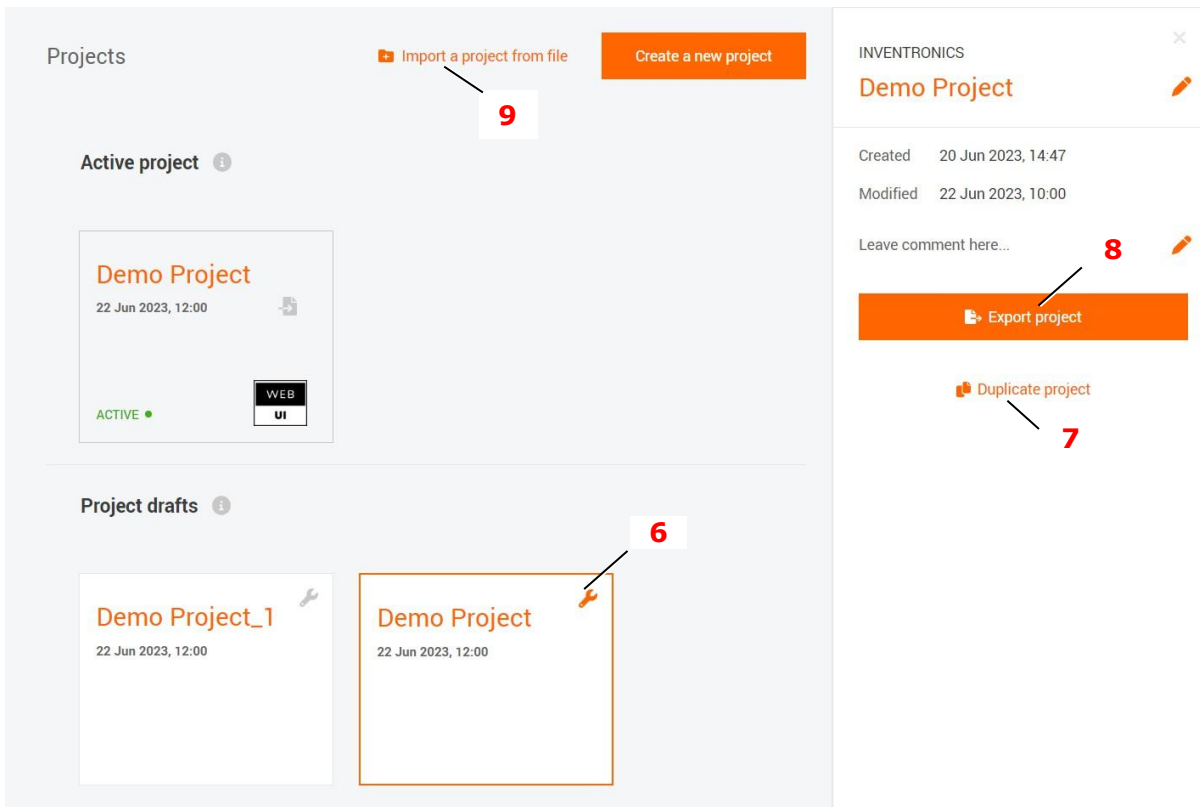 Projects
Import a project from file
Create a new project
9
Active project
Demo Project
22 Jun 2023, 12:00
ACTIVE
WEB
UI
Project drafts
6
Demo Project_1
22 Jun 2023, 12:00
Demo Project
22 Jun 2023, 12:00
INVENTRONICS
Demo Project
Created 20 Jun 2023, 14:47
Modified 22 Jun 2023, 10:00
Leave comment here...
8
Export project
Duplicate project
7